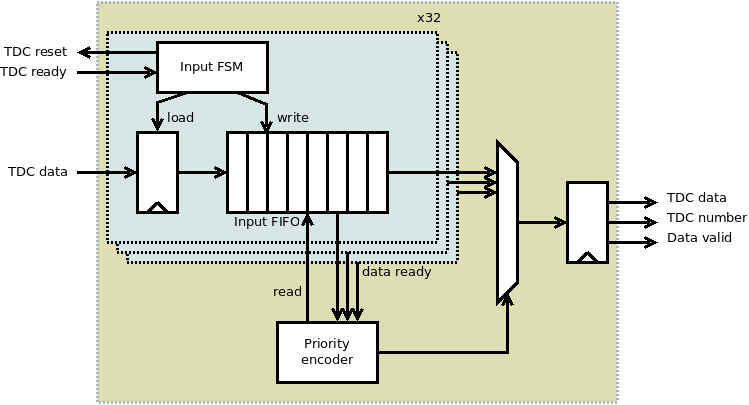 x32
TDC reset
TDC ready
Input FSM
load
write
TDC data
Input FIFO
data ready
read
Priority
encoder
TDC data
TDC number
Data valid